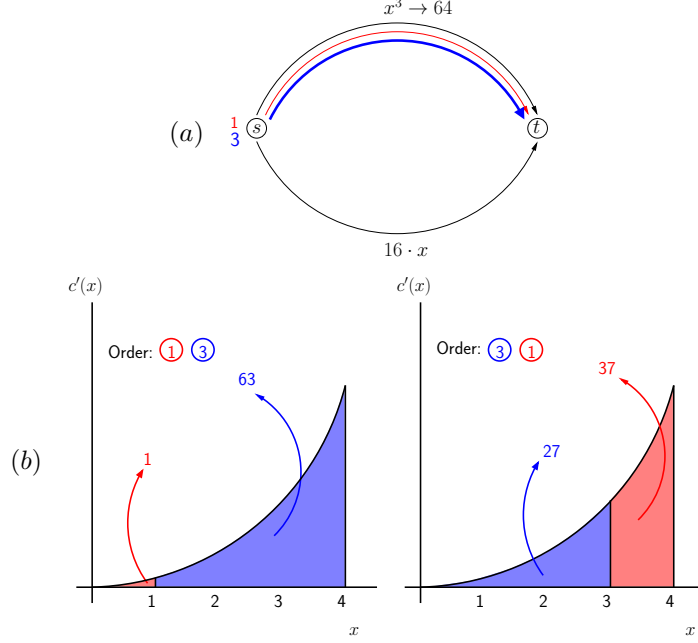 x³ → 64
1
3
s
t
(a)
16 · x
c′(x)
Order: 1 3
63
1
1 2 3 4
x
c′(x)
Order: 3 1
37
27
1 2 3 4
x
(b)